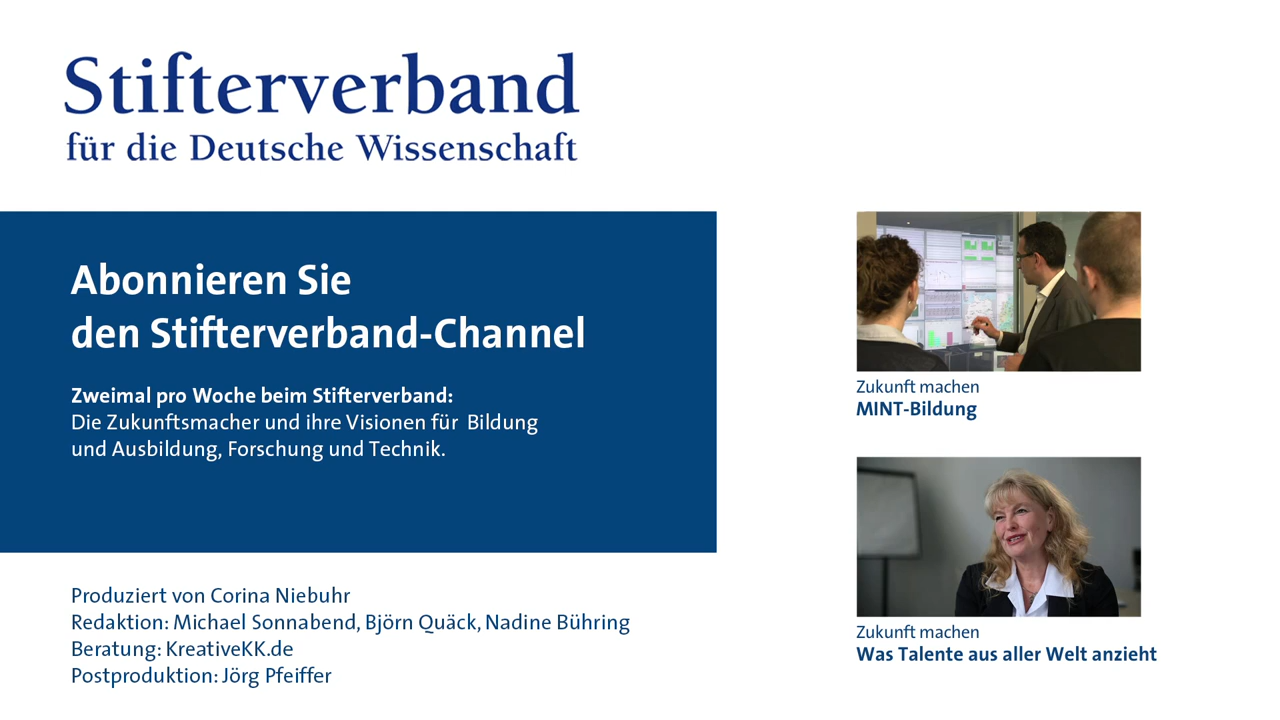 Stifterverband
für die Deutsche Wissenschaft
Abonnieren Sie
den Stifterverband-Channel
Zweimal pro Woche beim Stifterverband:
Die Zukunftsmacher und ihre Visionen für Bildung
und Ausbildung, Forschung und Technik.
Produziert von Corina Niebuhr
Redaktion: Michael Sonnabend, Björn Quäck, Nadine Bühring
Beratung: KreativeKK.de
Postproduktion: Jörg Pfeiffer
Zukunft machen
MINT-Bildung
Zukunft machen
Was Talente aus aller Welt anzieht